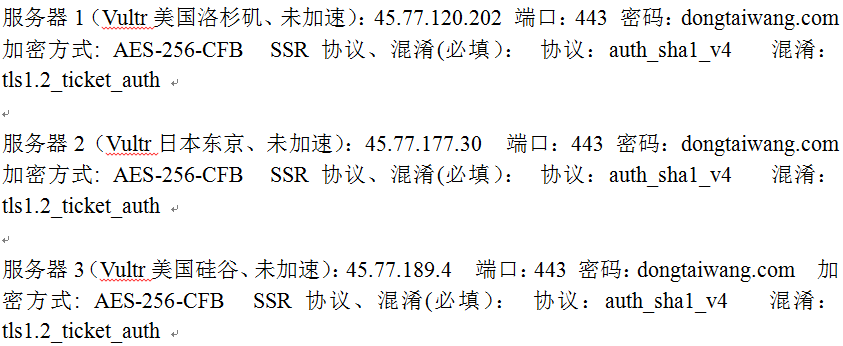 服务器 1（Vultr 美国洛杉矶、未加速）：45.77.120.202 端口：443 密码：dongtaiwang.com
加密方式： AES-256-CFB SSR 协议、混淆(必填)： 协议：auth_sha1_v4 混淆：
tls1.2_ticket_auth
服务器 2（Vultr 日本东京、未加速）：45.77.177.30 端口：443 密码：dongtaiwang.com
加密方式： AES-256-CFB SSR 协议、混淆(必填)： 协议：auth_sha1_v4 混淆：
tls1.2_ticket_auth
服务器 3（Vultr 美国硅谷、未加速）：45.77.189.4 端口：443 密码：dongtaiwang.com 加
密方式： AES-256-CFB SSR 协议、混淆(必填)： 协议：auth_sha1_v4 混淆：
tls1.2_ticket_auth